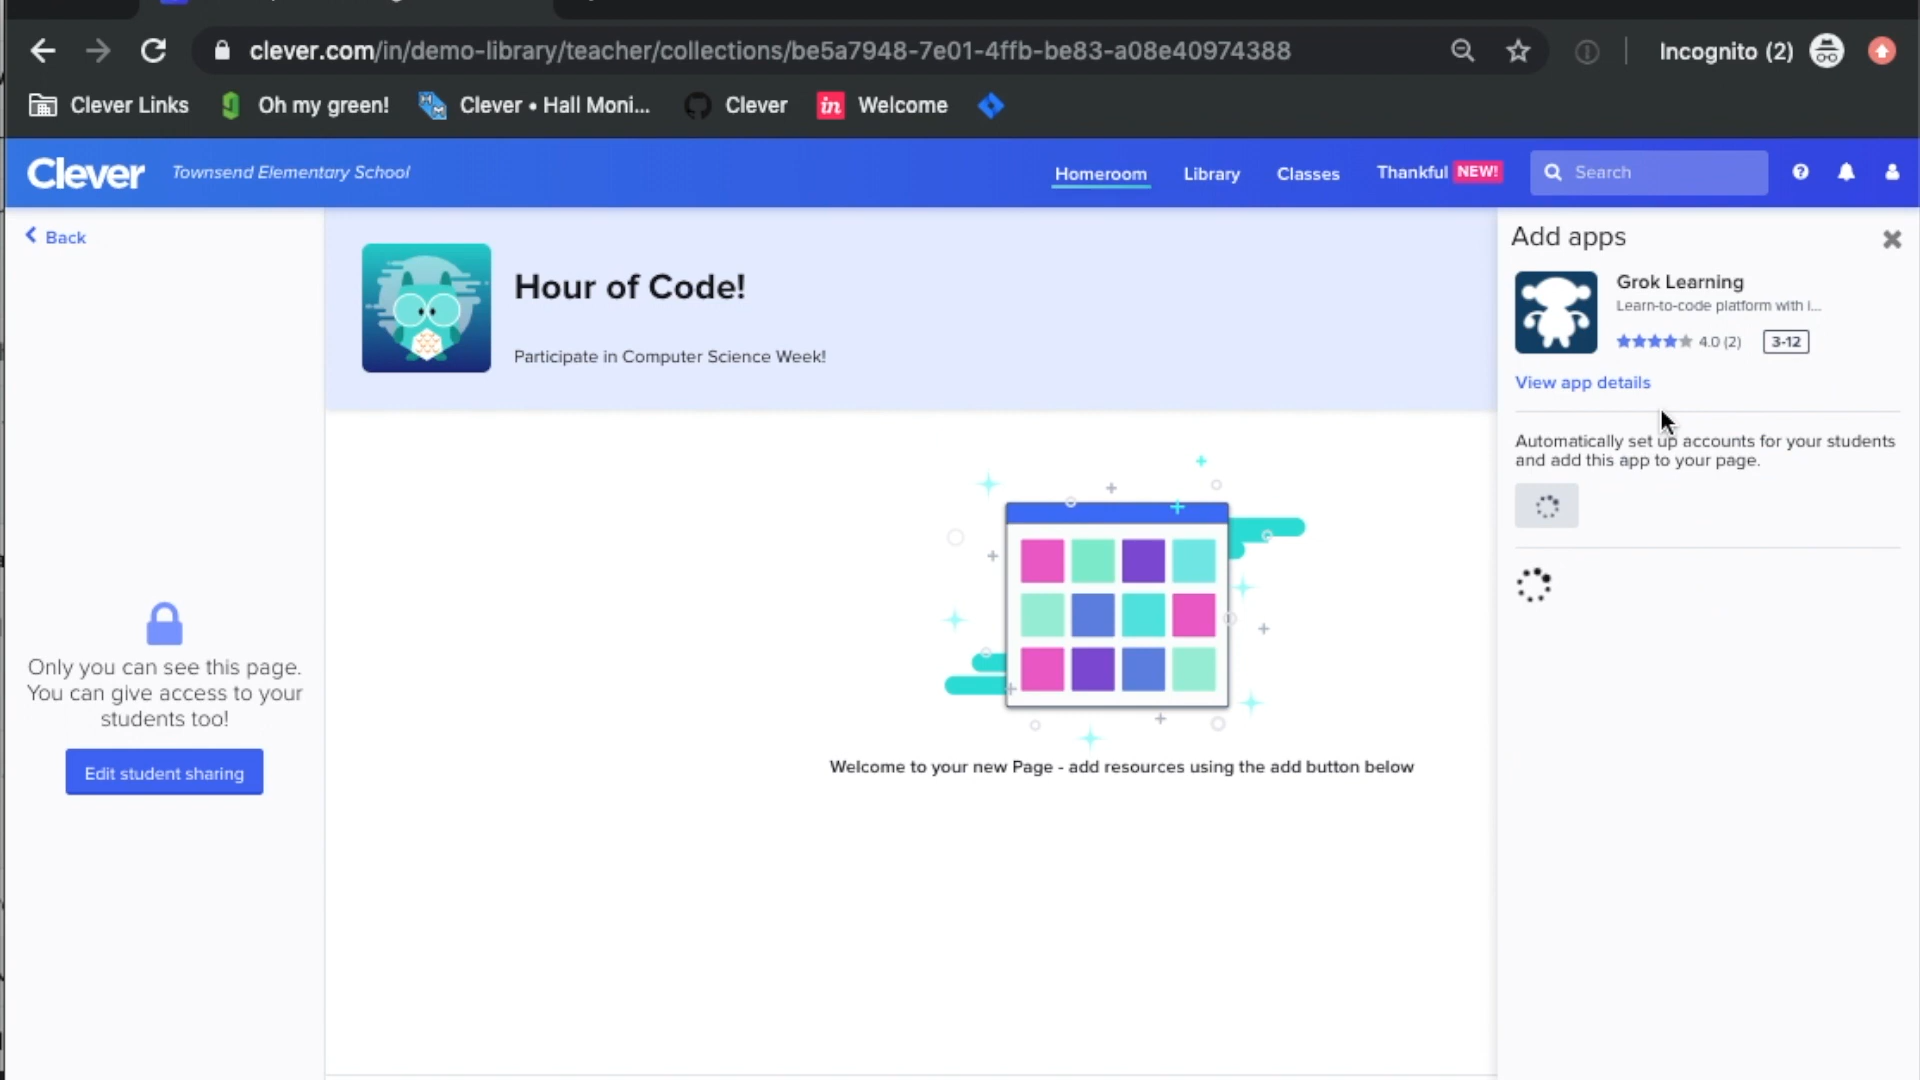 clever.com/in/demo-library/teacher/collections/be5a7948-7e01-4ffb-be83-a08e40974388
Incognito (2)
Clever Links
Oh my green!
Clever • Hall Moni...
Clever
in
Welcome
Clever
Townsend Elementary School
Homeroom
Library
Classes
Thankful NEW!
Search
Back
Hour of Code!
Participate in Computer Science Week!
Only you can see this page.
You can give access to your
students too!
Edit student sharing
Welcome to your new Page - add resources using the add button below
Add apps
Grok Learning
Learn-to-code platform with i...
4.0 (2)
3-12
View app details
Automatically set up accounts for your students
and add this app to your page.